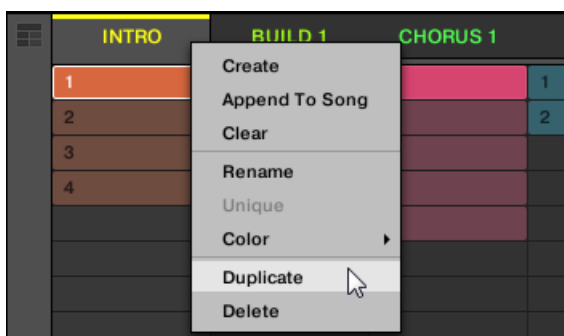 INTRO
BUILD 1
CHORUS 1
1
2
3
4
1
2
Create
Append To Song
Clear
Rename
Unique
Color
Duplicate
Delete